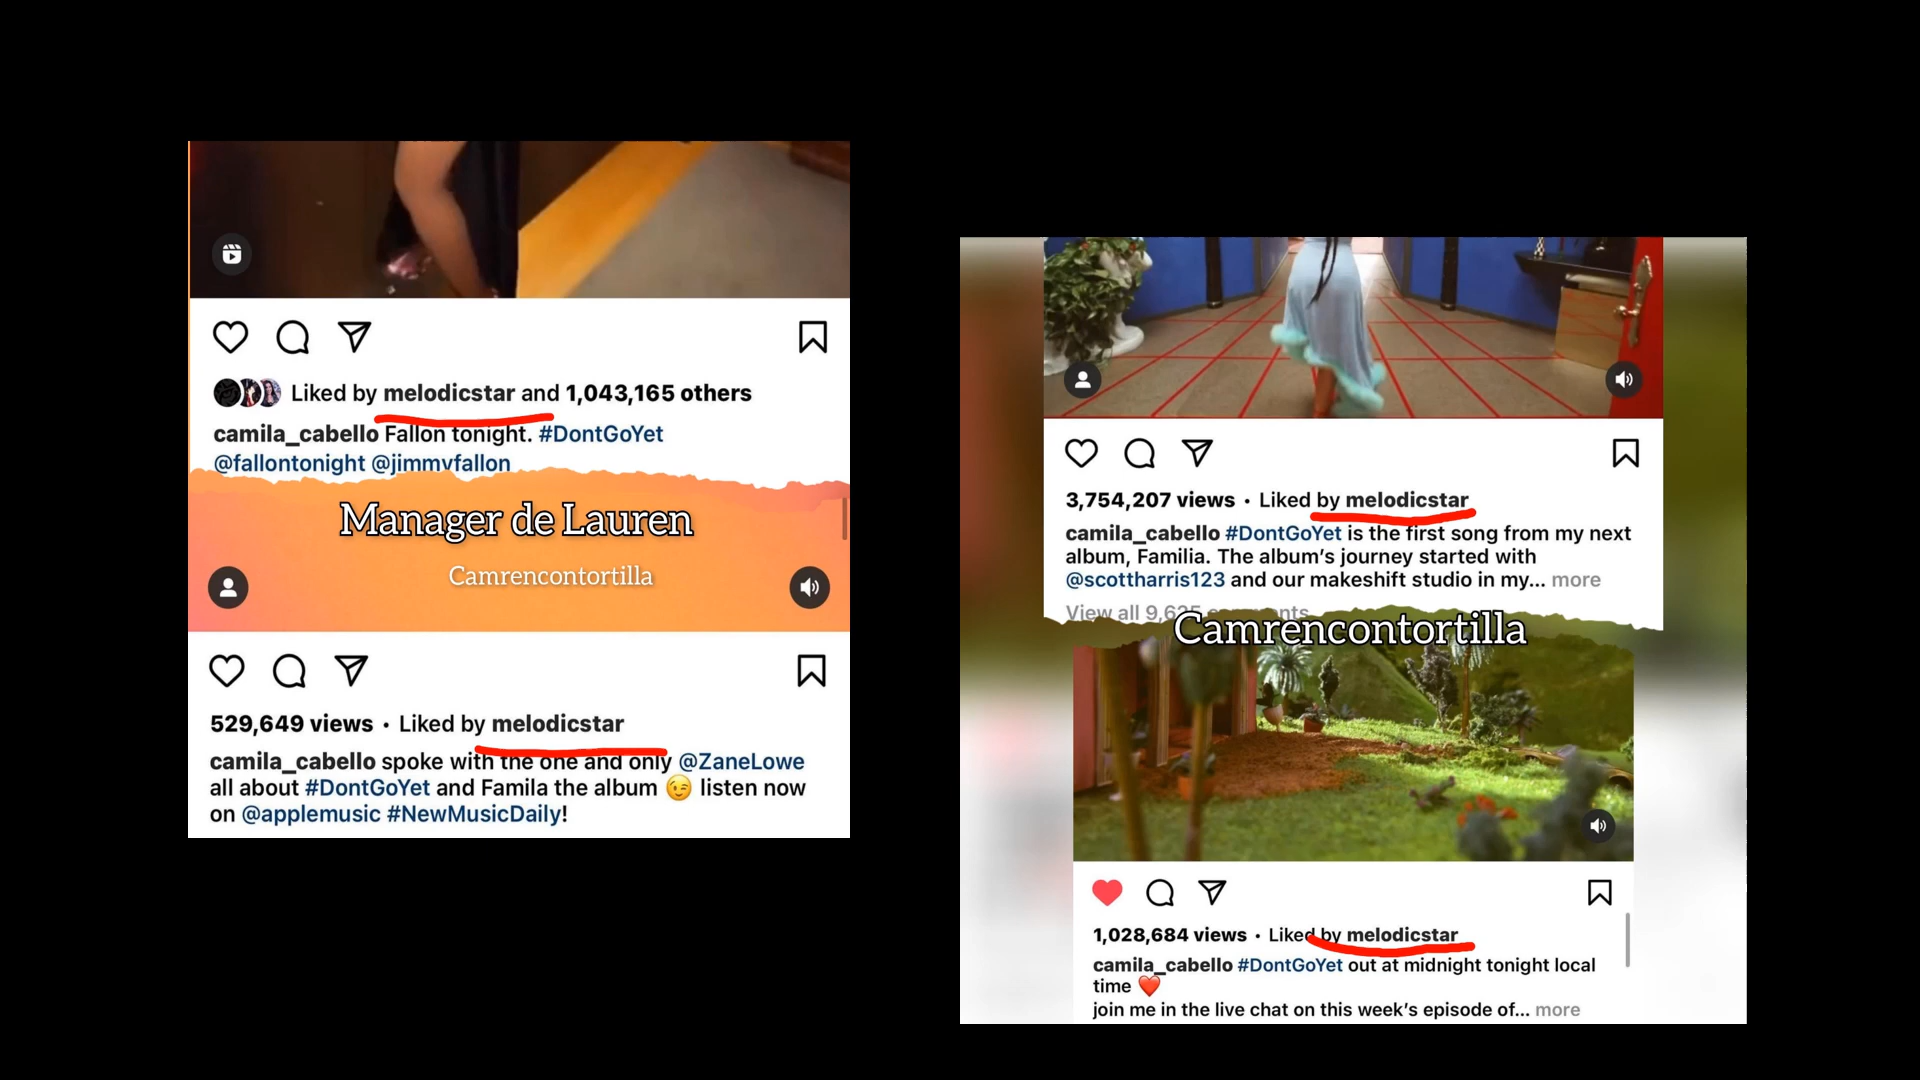 Liked by melodicstar and 1,043,165 others
camila_cabello Fallon tonight. #DontGoYet
@fallontonight @jimmyfallon
Manager de Lauren
Camrencontortilla
529,649 views • Liked by melodicstar
camila_cabello spoke with the one and only @ZaneLowe
all about #DontGoYet and Famila the album 😉 listen now
on @applemusic #NewMusicDaily!
3,754,207 views • Liked by melodicstar
camila_cabello #DontGoYet is the first song from my next
album, Familia. The album’s journey started with
@scottharris123 and our makeshift studio in my... more
View all comments
Camrencontortilla
1,028,684 views • Liked by melodicstar
camila_cabello #DontGoYet out at midnight tonight local
time ❤️
join me in the live chat on this week’s episode of... more